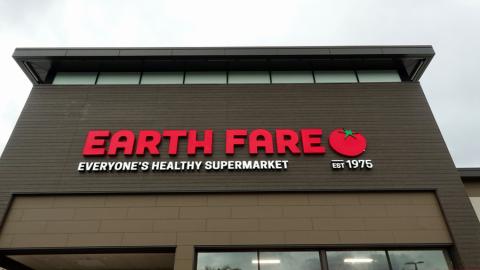 EARTH FARE
EVERYONE'S HEALTHY SUPERMARKET
EST 1975